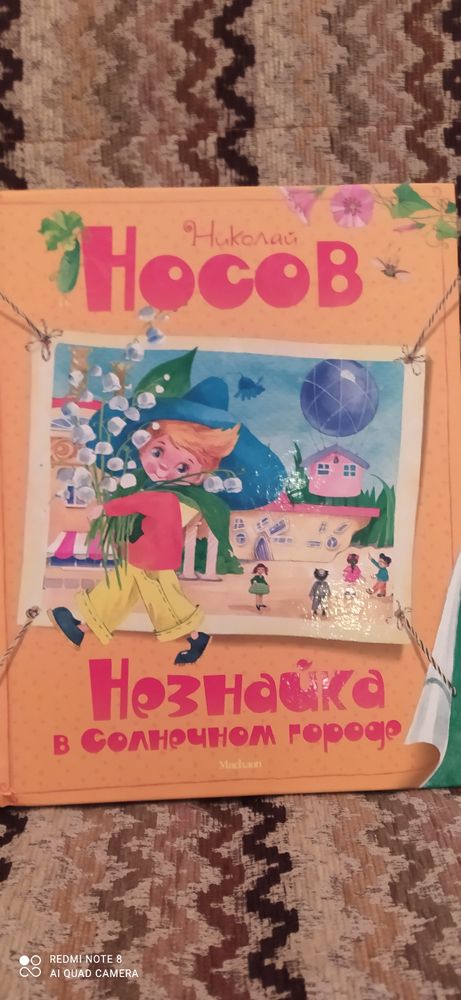 Николай
Носов
Незнайка
в Солнечном городе
Machaon
REDMI NOTE 8
AI QUAD CAMERA